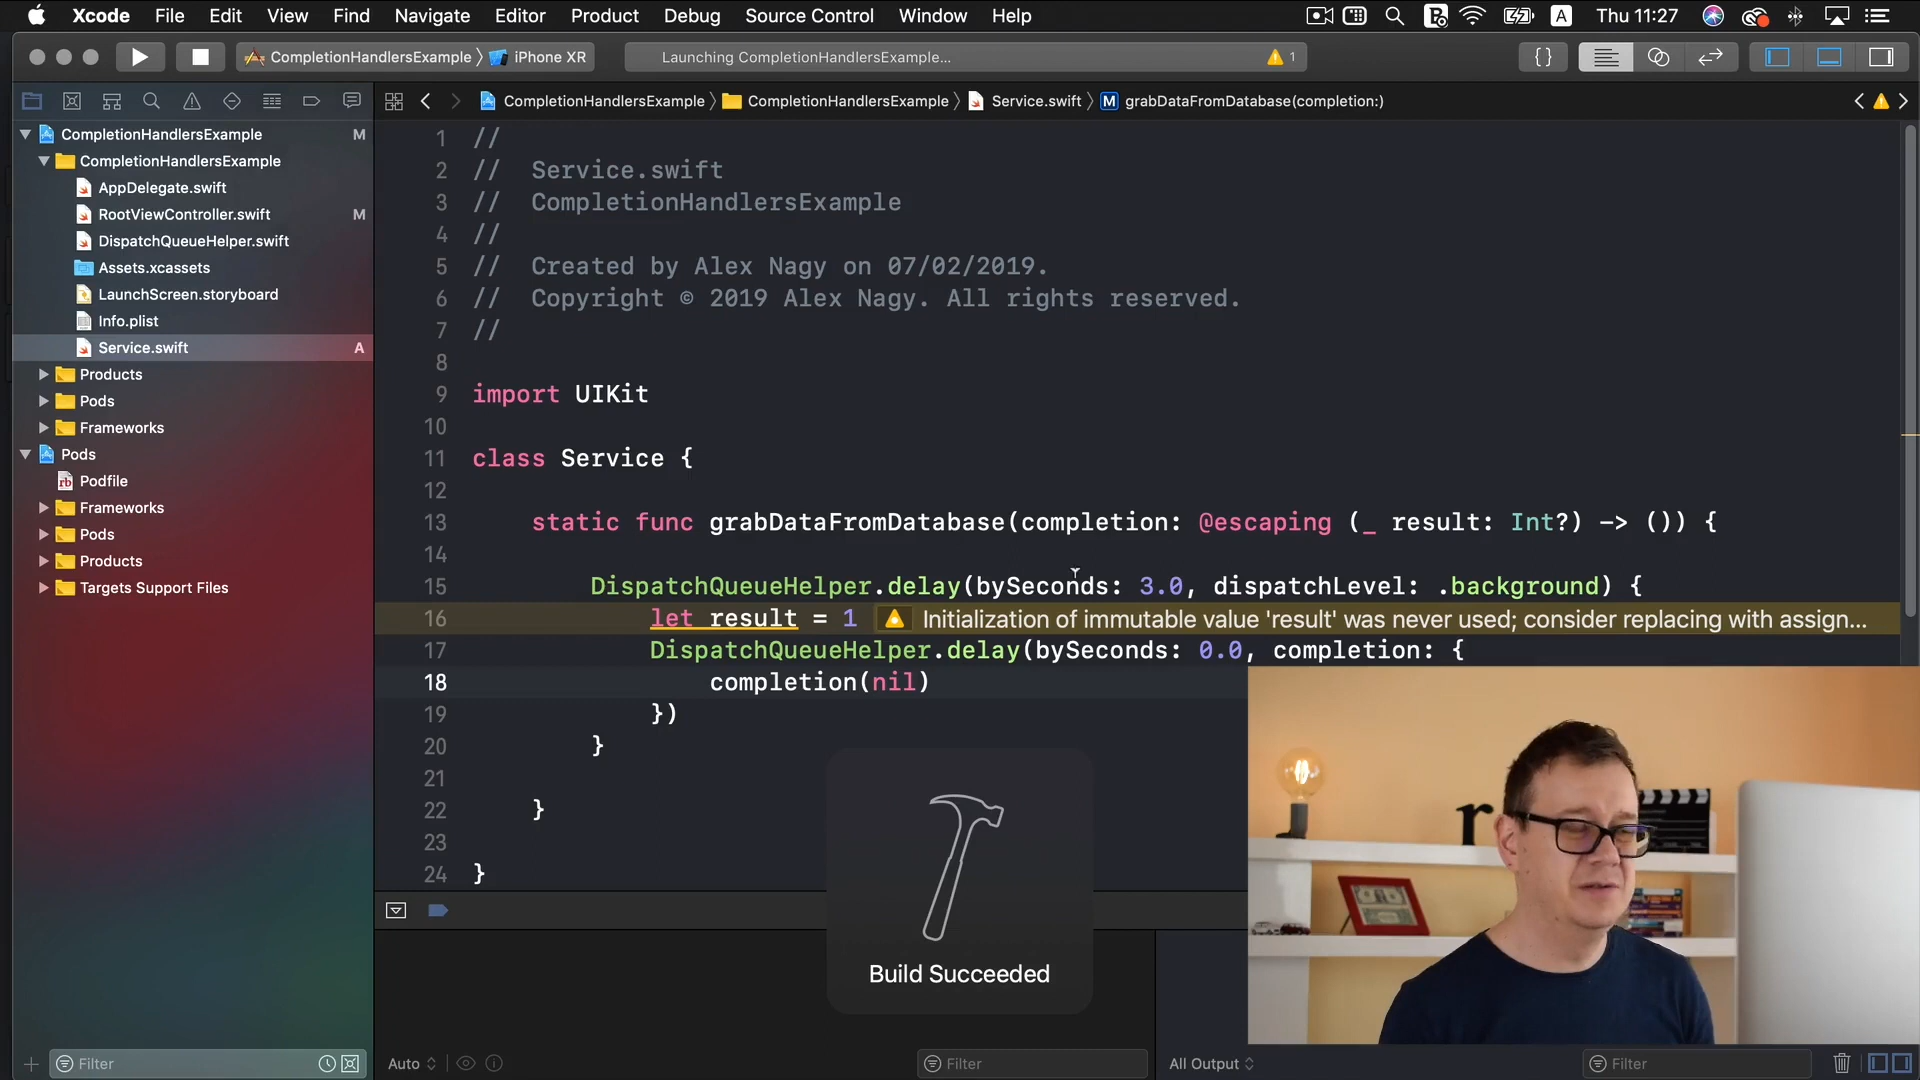 Xcode File Edit View Find Navigate Editor Product Debug Source Control Window Help A Thu 11:27
CompletionHandlersExample iPhone XR Launching CompletionHandlersExample... 1 {}
CompletionHandlersExample CompletionHandlersExample Service.swift M grabDataFromDatabase(completion:)
CompletionHandlersExample M
CompletionHandlersExample
AppDelegate.swift
RootViewController.swift M
DispatchQueueHelper.swift
Assets.xcassets
LaunchScreen.storyboard
Info.plist
Service.swift A
Products
Pods
Frameworks
Pods
rb Podfile
Frameworks
Pods
Products
Targets Support Files
1 //
2 // Service.swift
3 // CompletionHandlersExample
4 //
5 // Created by Alex Nagy on 07/02/2019.
6 // Copyright © 2019 Alex Nagy. All rights reserved.
7 //
8
9 import UIKit
10
11 class Service {
12
13 static func grabDataFromDatabase(completion: @escaping (_ result: Int?) -> ()) {
14
15 DispatchQueueHelper.delay(bySeconds: 3.0, dispatchLevel: .background) {
16 let result = 1 Initialization of immutable value 'result' was never used; consider replacing with assign...
17 DispatchQueueHelper.delay(bySeconds: 0.0, completion: {
18 completion(nil)
19 })
20 }
21
22 }
23
24 }
Build Succeeded
Filter Auto Filter All Output Filter